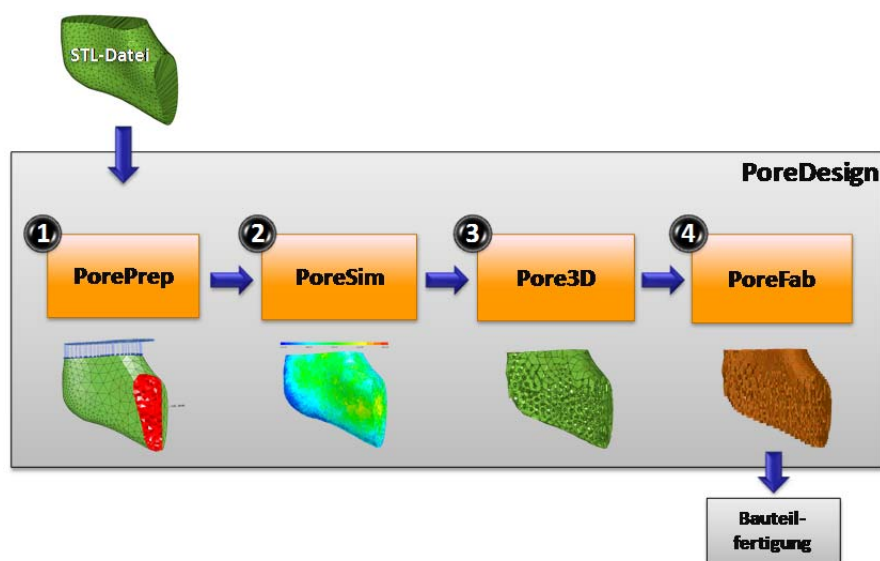 STL-Datei
PoreDesign
1
PorePrep
2
PoreSim
3
Pore3D
4
PoreFab
Bauteil-
fertigung